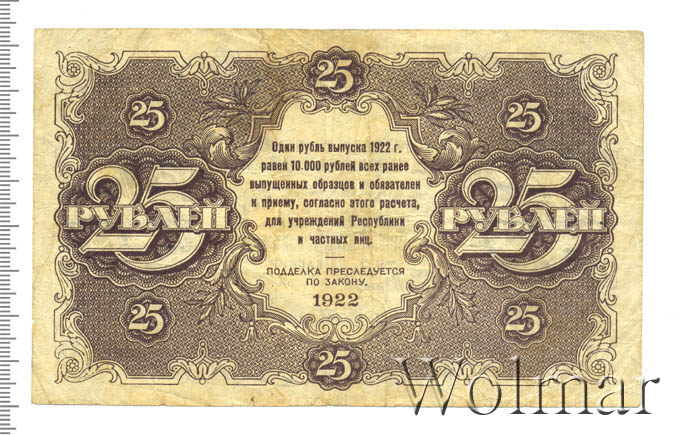 25
25
25
Один рубль выпуска 1922 г.
равен 10.000 рублей всех ранее
выпущенных образцов и обязателен
к приему, согласно этого расчета,
для учреждений Республики
и частных лиц.
25 РУБЛЕЙ
25 РУБЛЕЙ
ПОДДЕЛКА ПРЕСЛЕДУЕТСЯ
ПО ЗАКОНУ.
1922
25
25
25
Wolmar